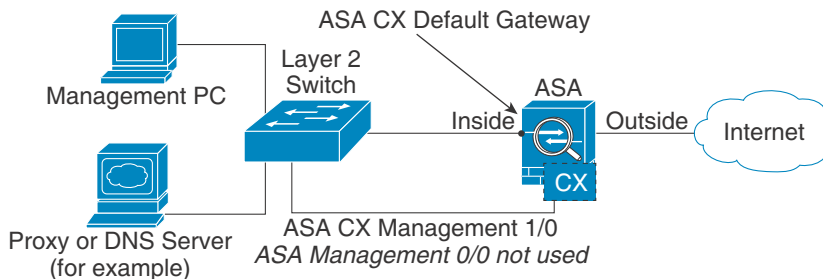 ASA CX Default Gateway
Layer 2
Switch
ASA
Management PC
Inside
Outside
Internet
CX
ASA CX Management 1/0
ASA Management 0/0 not used
Proxy or DNS Server
(for example)